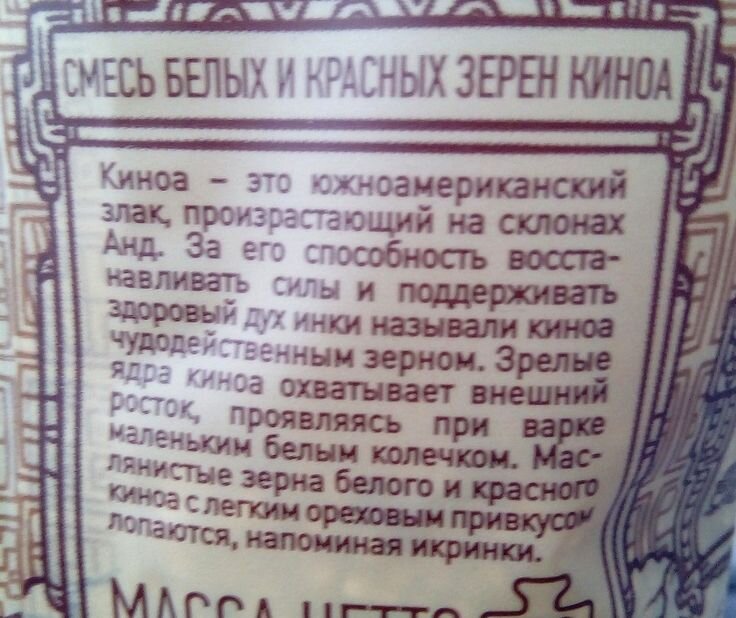 СМЕСЬ БЕЛЫХ И КРАСНЫХ ЗЕРЕН КИНОА
Киноа – это южноамериканский
злак, произрастающий на склонах
Анд. За его способность восста-
навливать силы и поддерживать
здоровый дух инки называли киноа
чудодейственным зерном. Зрелые
ядра киноа охватывает внешний
росток, проявляясь при варке
маленьким белым колечком. Мас-
лянистые зерна белого и красного
киноа с легким ореховым привкусом
лопаются, напоминая икринки.
МАССА НЕТТО